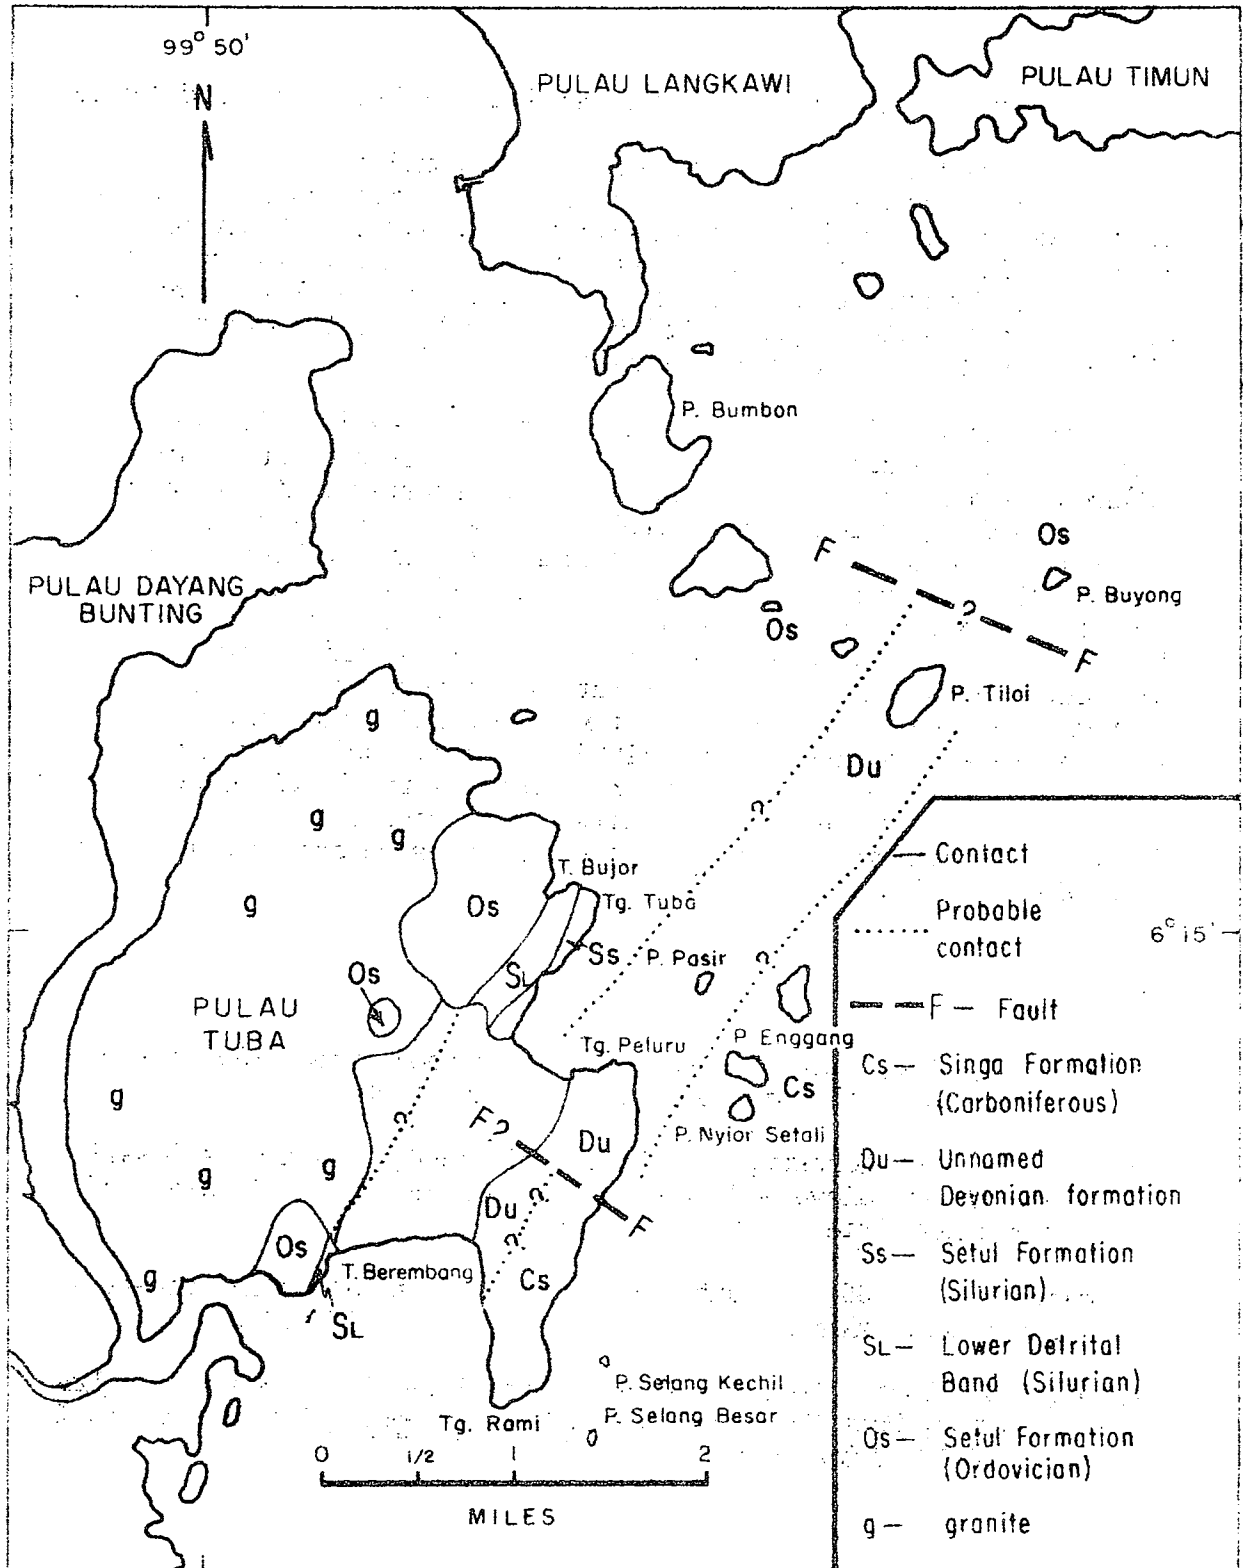 99° 50'
N
PULAU LANGKAWI
PULAU TIMUN
P. Bumbon
PULAU DAYANG
BUNTING
Os
F
?
P. Buyong
Os
F
P. Tiloi
g
Du
g
g
?
T. Bujor
Os
Tg. Tuba
g
Ss
P. Pasir
?
SL
Os
PULAU
TUBA
Tg. Peluru
P. Enggang
Cs
g
?
F?
Du
P. Nyior Setali
g
g
?
Du
F
Os
?
T. Berembang
Cs
g
SL
P. Selang Kechil
Tg. Rami
P. Selang Besar
0 1/2 1 2
MILES
— Contact
Probable
contact
6° 15'
F — Fault
Cs — Singa Formation
(Carboniferous)
Du — Unnamed
Devonian formation
Ss — Setul Formation
(Silurian)
SL — Lower Detrital
Band (Silurian)
Os — Setul Formation
(Ordovician)
g — granite